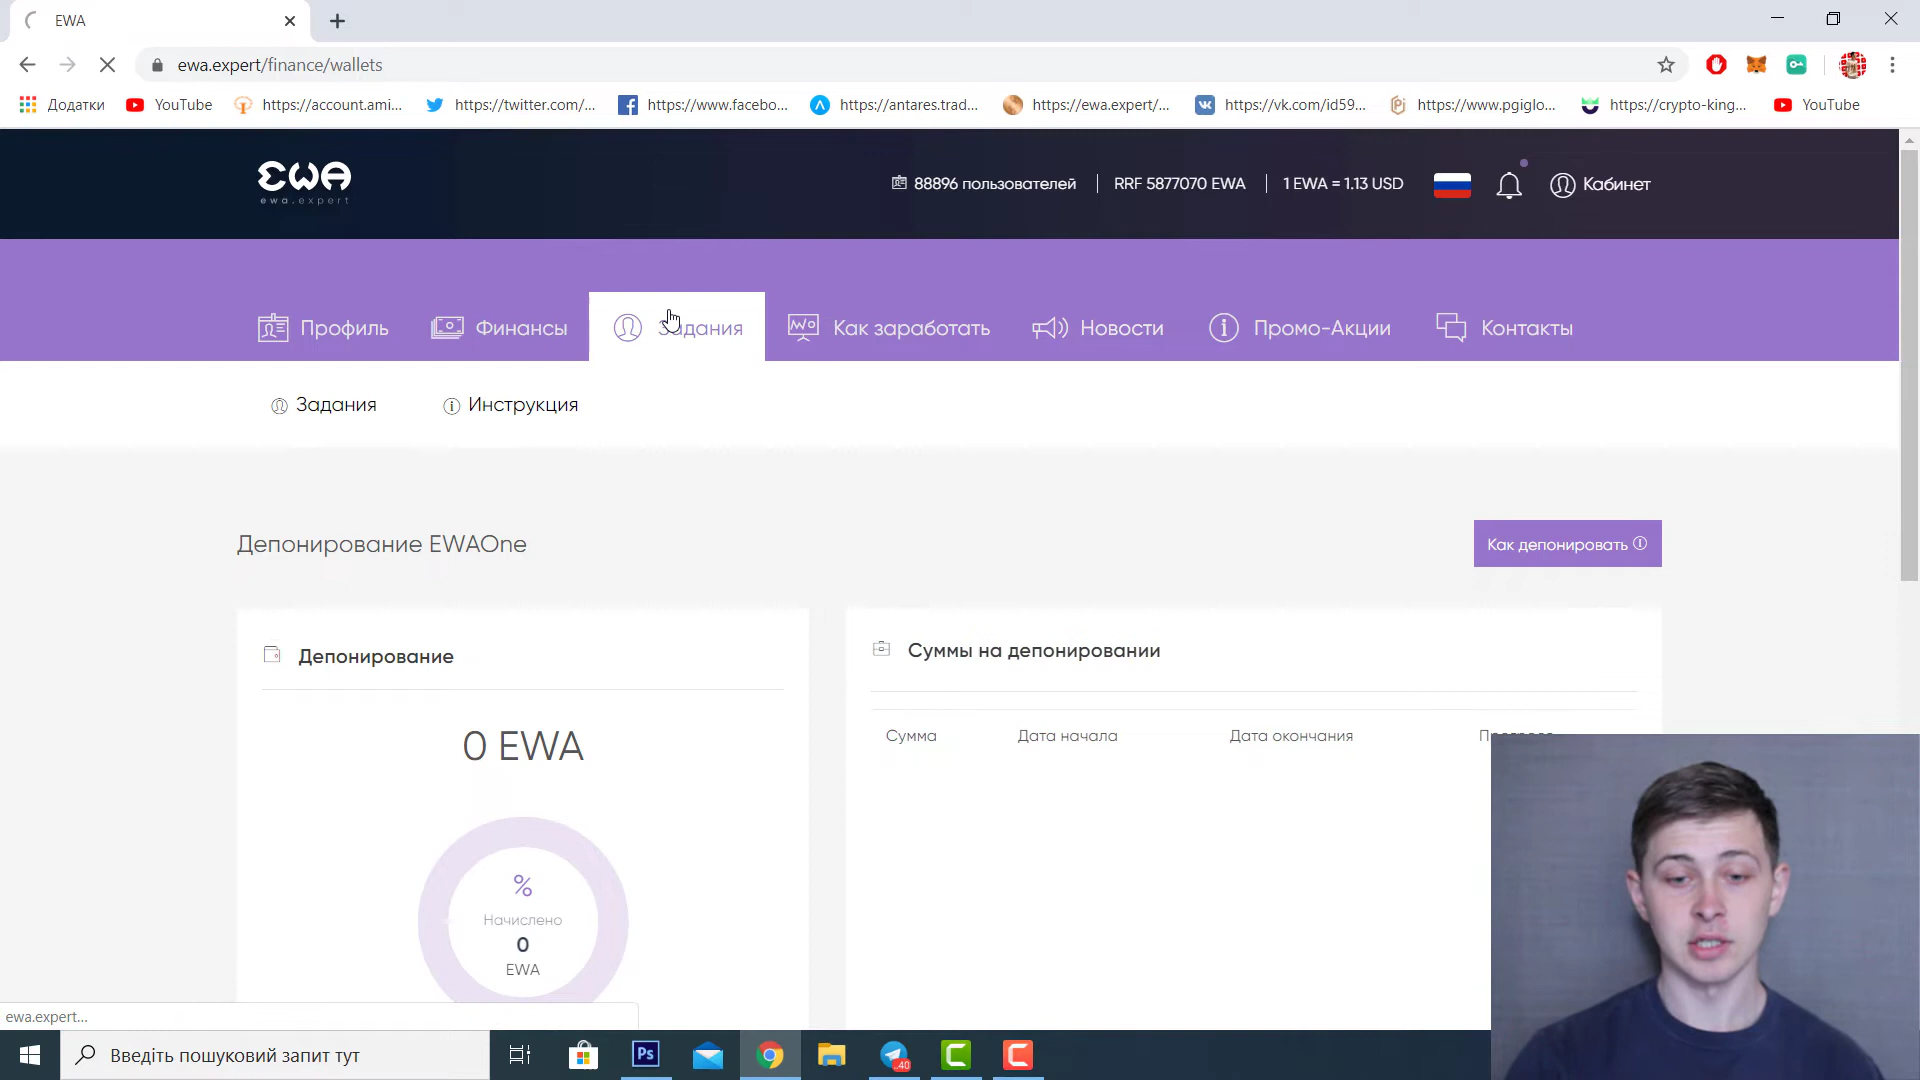 EWA
ewa.expert/finance/wallets
Додатки YouTube https://account.ami... https://twitter.com/... https://www.facebo... https://antares.trad... https://ewa.expert/... https://vk.com/id59... https://www.pgiglo... https://crypto-king... YouTube
EWA
ewa.expert
88896 пользователей RRF 5877070 EWA 1 EWA = 1.13 USD Кабинет
Профиль Финансы Задания Как заработать Новости Промо-Акции Контакты
Задания Инструкция
Депонирование EWAOne Как депонировать
Депонирование Суммы на депонировании
0 EWA
Сумма Дата начала Дата окончания
%
Начислено
0
EWA
ewa.expert...
Введіть пошуковий запит тут Ps 40